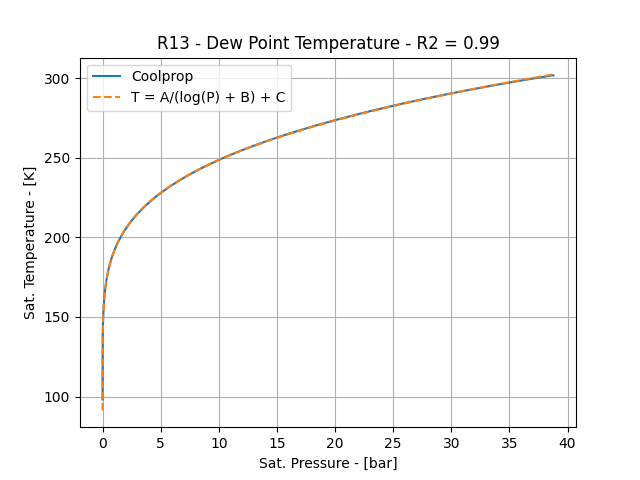 R13 - Dew Point Temperature - R2 = 0.99
Coolprop
T = A/(log(P) + B) + C
Sat. Temperature - [K]
300
250
200
150
100
0 5 10 15 20 25 30 35 40
Sat. Pressure - [bar]